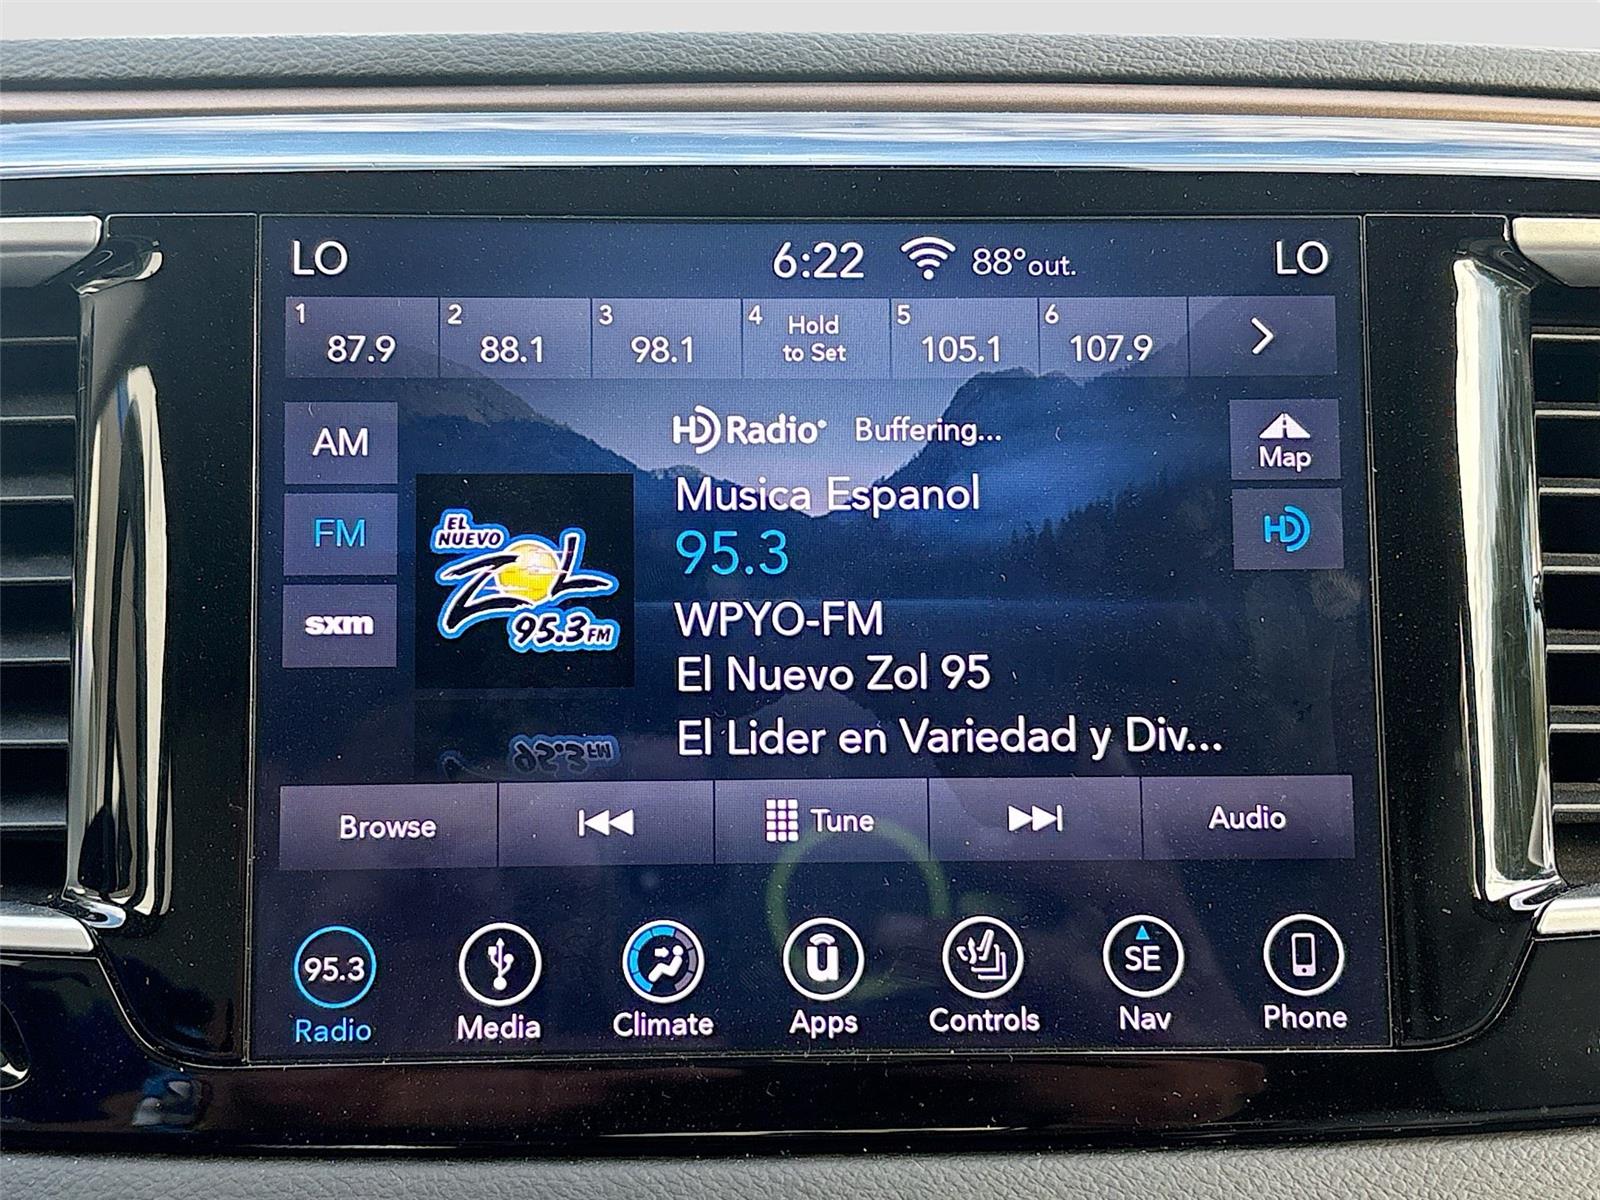 LO 6:22 88°out. LO
1 87.9 2 88.1 3 98.1 4 Hold to Set 5 105.1 6 107.9
AM
FM
sxm
EL
NUEVO
ZOL
95.3FM
HD Radio Buffering...
Musica Espanol
95.3
WPYO-FM
El Nuevo Zol 95
El Lider en Variedad y Div...
Map
HD
Browse Tune Audio
95.3 SE
Radio Media Climate Apps Controls Nav Phone